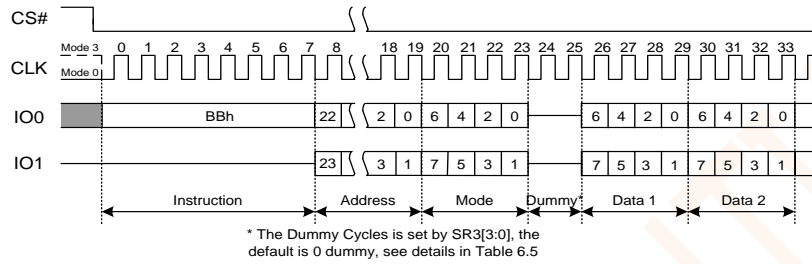 CS#
Mode 3 0 1 2 3 4 5 6 7 8 18 19 20 21 22 23 24 25 26 27 28 29 30 31 32 33
CLK
Mode 0
IO0 BBh 22 2 0 6 4 2 0 6 4 2 0 6 4 2 0
IO1 23 3 1 7 5 3 1 7 5 3 1 7 5 3 1
Instruction Address Mode Dummy* Data 1 Data 2
* The Dummy Cycles is set by SR3[3:0], the
default is 0 dummy, see details in Table 6.5